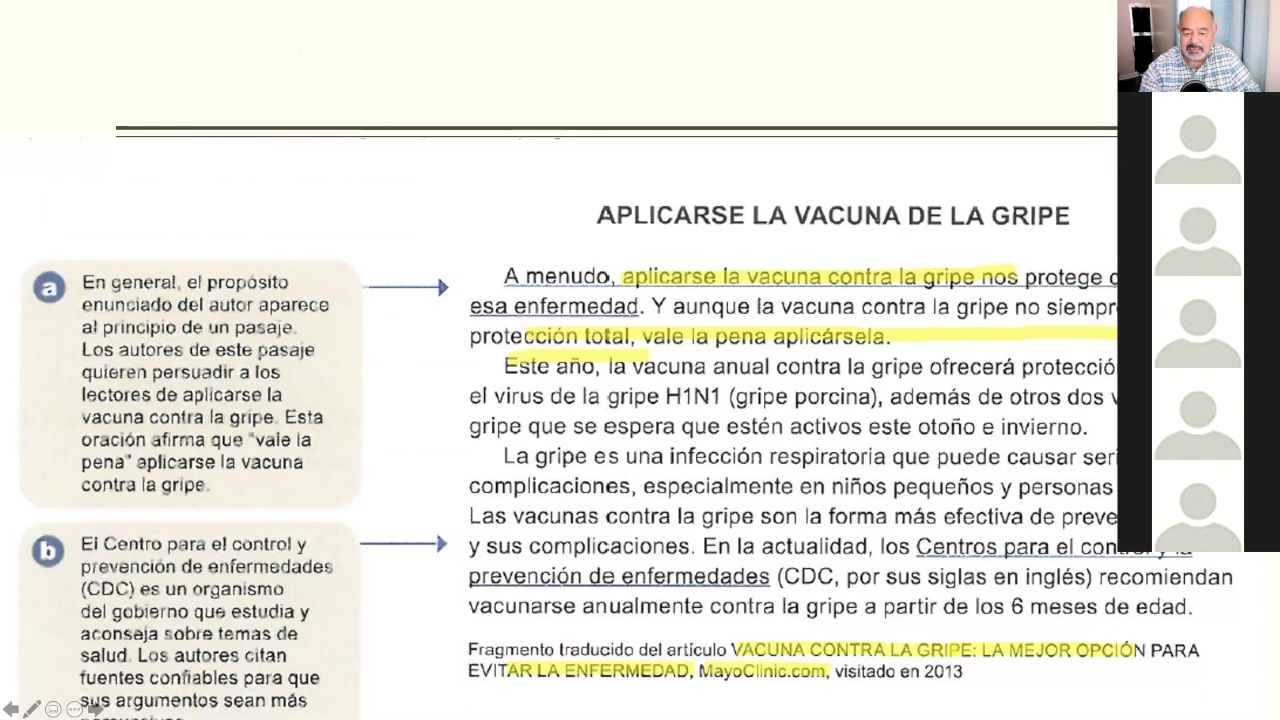 APLICARSE LA VACUNA DE LA GRIPE
a
En general, el propósito
enunciado del autor aparece
al principio de un pasaje.
Los autores de este pasaje
quieren persuadir a los
lectores de aplicarse la
vacuna contra la gripe. Esta
oración afirma que "vale la
pena" aplicarse la vacuna
contra la gripe.
b
El Centro para el control y
prevención de enfermedades
(CDC) es un organismo
del gobierno que estudia y
aconseja sobre temas de
salud. Los autores citan
fuentes confiables para que
sus argumentos sean más
A menudo, aplicarse la vacuna contra la gripe nos protege
esa enfermedad. Y aunque la vacuna contra la gripe no siempr
protección total, vale la pena aplicársela.
Este año, la vacuna anual contra la gripe ofrecerá protecció
el virus de la gripe H1N1 (gripe porcina), además de otros dos v
gripe que se espera que estén activos este otoño e invierno.
La gripe es una infección respiratoria que puede causar seri
complicaciones, especialmente en niños pequeños y personas
Las vacunas contra la gripe son la forma más efectiva de preve
y sus complicaciones. En la actualidad, los Centros para el control y la
prevención de enfermedades (CDC, por sus siglas en inglés) recomiendan
vacunarse anualmente contra la gripe a partir de los 6 meses de edad.
Fragmento traducido del artículo VACUNA CONTRA LA GRIPE: LA MEJOR OPCIÓN PARA
EVITAR LA ENFERMEDAD, MayoClinic.com, visitado en 2013